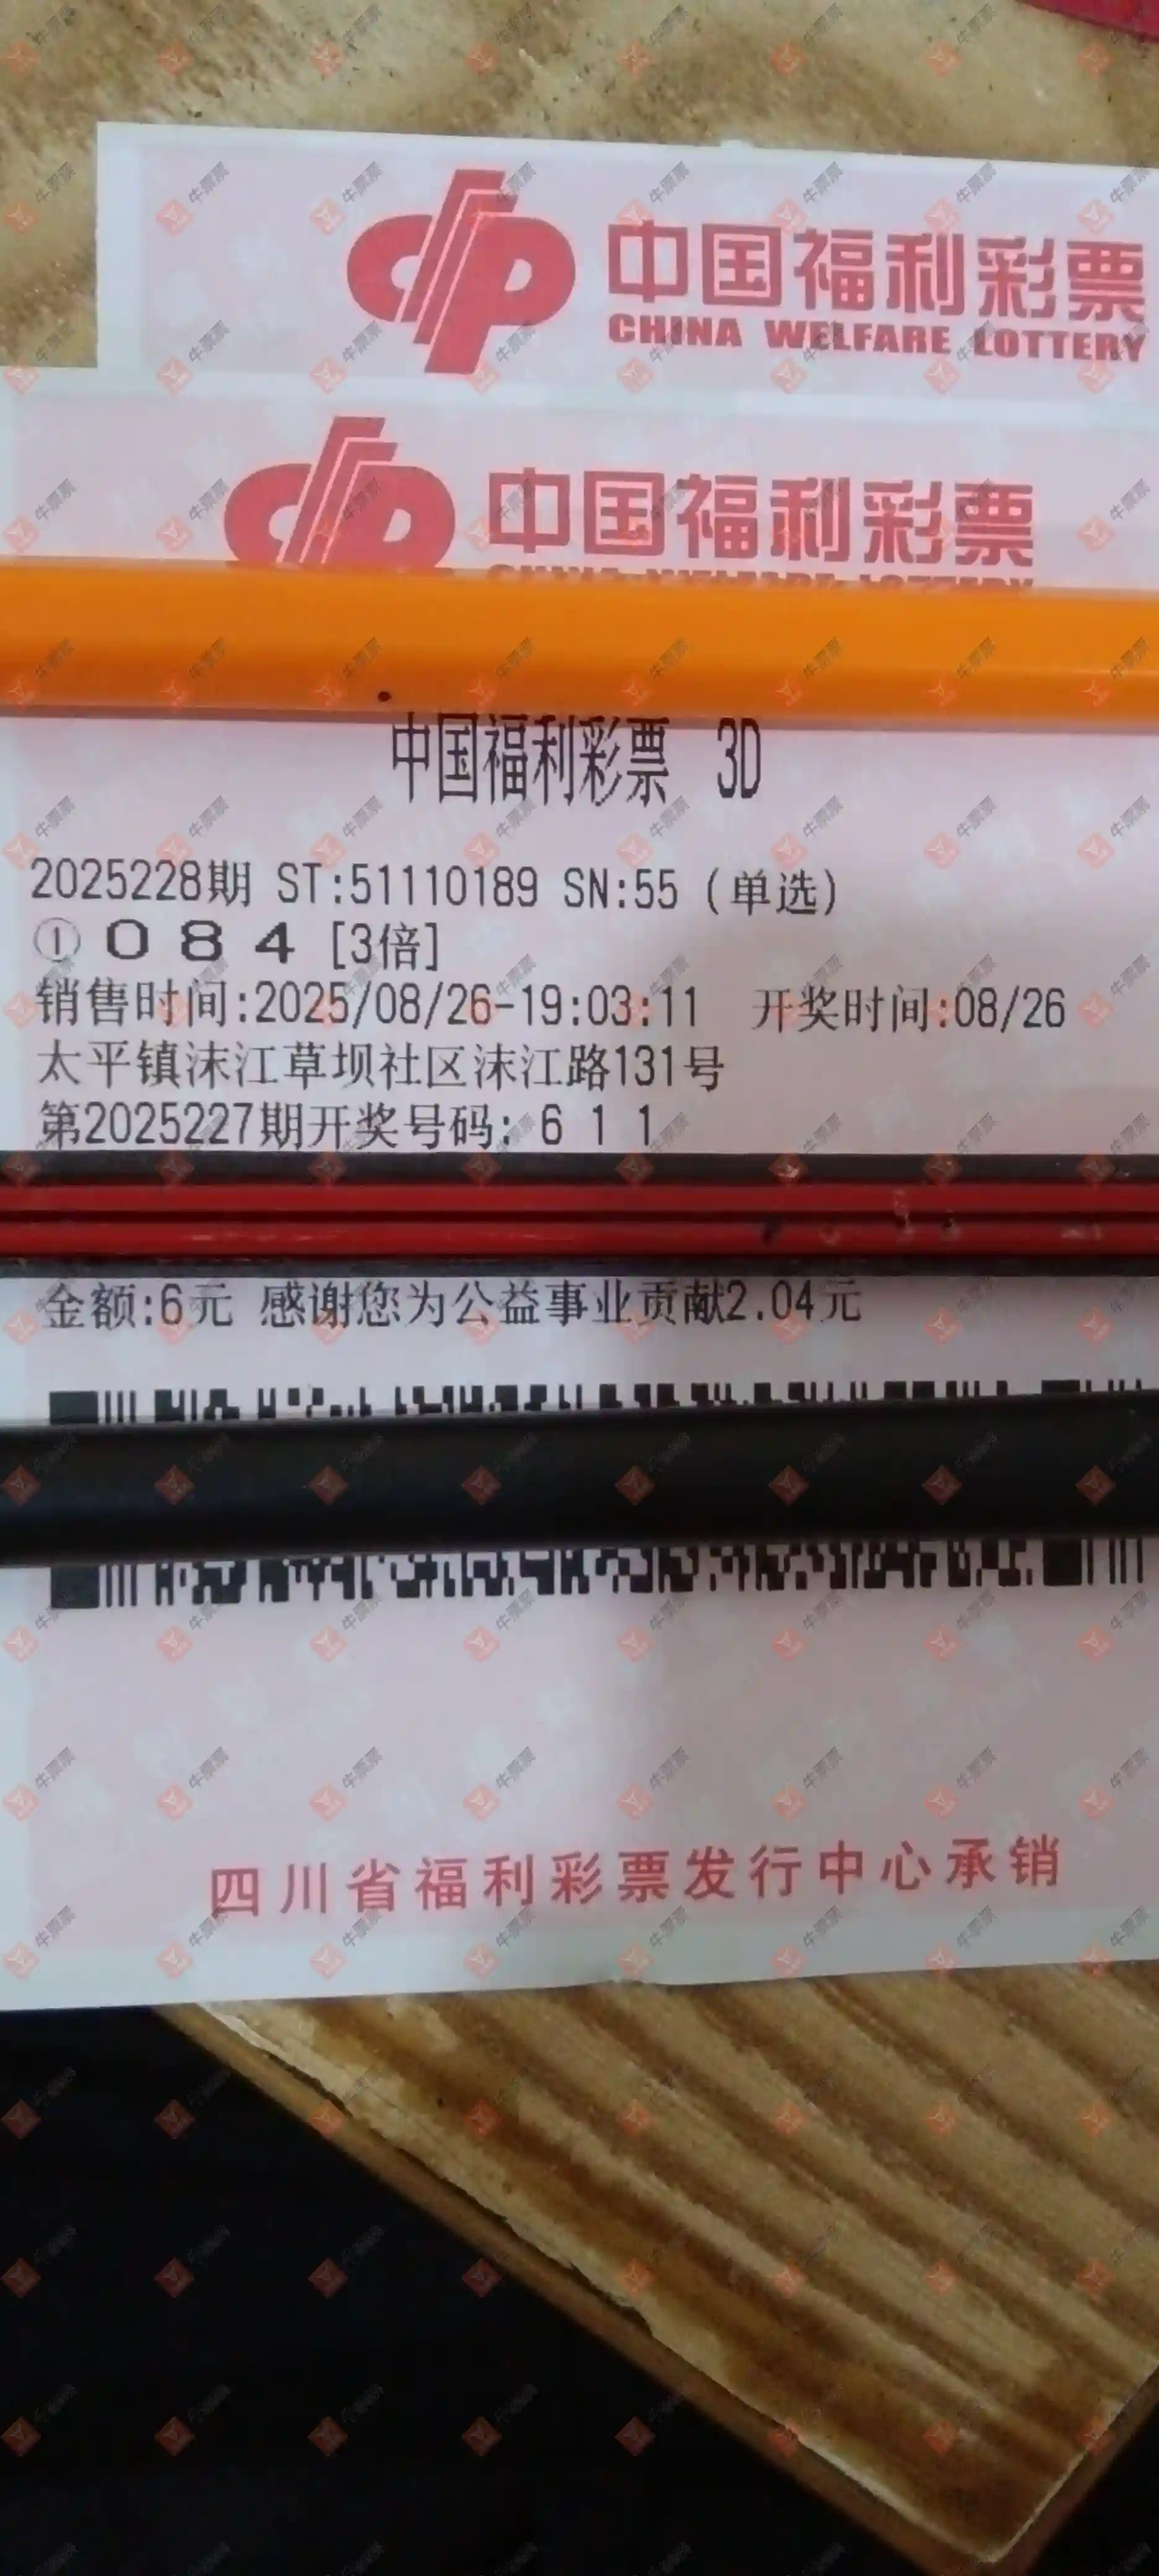 中国福利彩票
CHINA WELFARE LOTTERY
中国福利彩票
CHINA WELFARE LOTTERY
中国福利彩票 3D
2025228期 ST:51110189 SN:55 (单选)
① 0 8 4 [3倍]
销售时间:2025/08/26-19:03:11 开奖时间:08/26
太平镇沫江草坝社区沫江路131号
第2025227期开奖号码: 6 1 1
金额:6元 感谢您为公益事业贡献2.04元
四川省福利彩票发行中心承销
牛票票